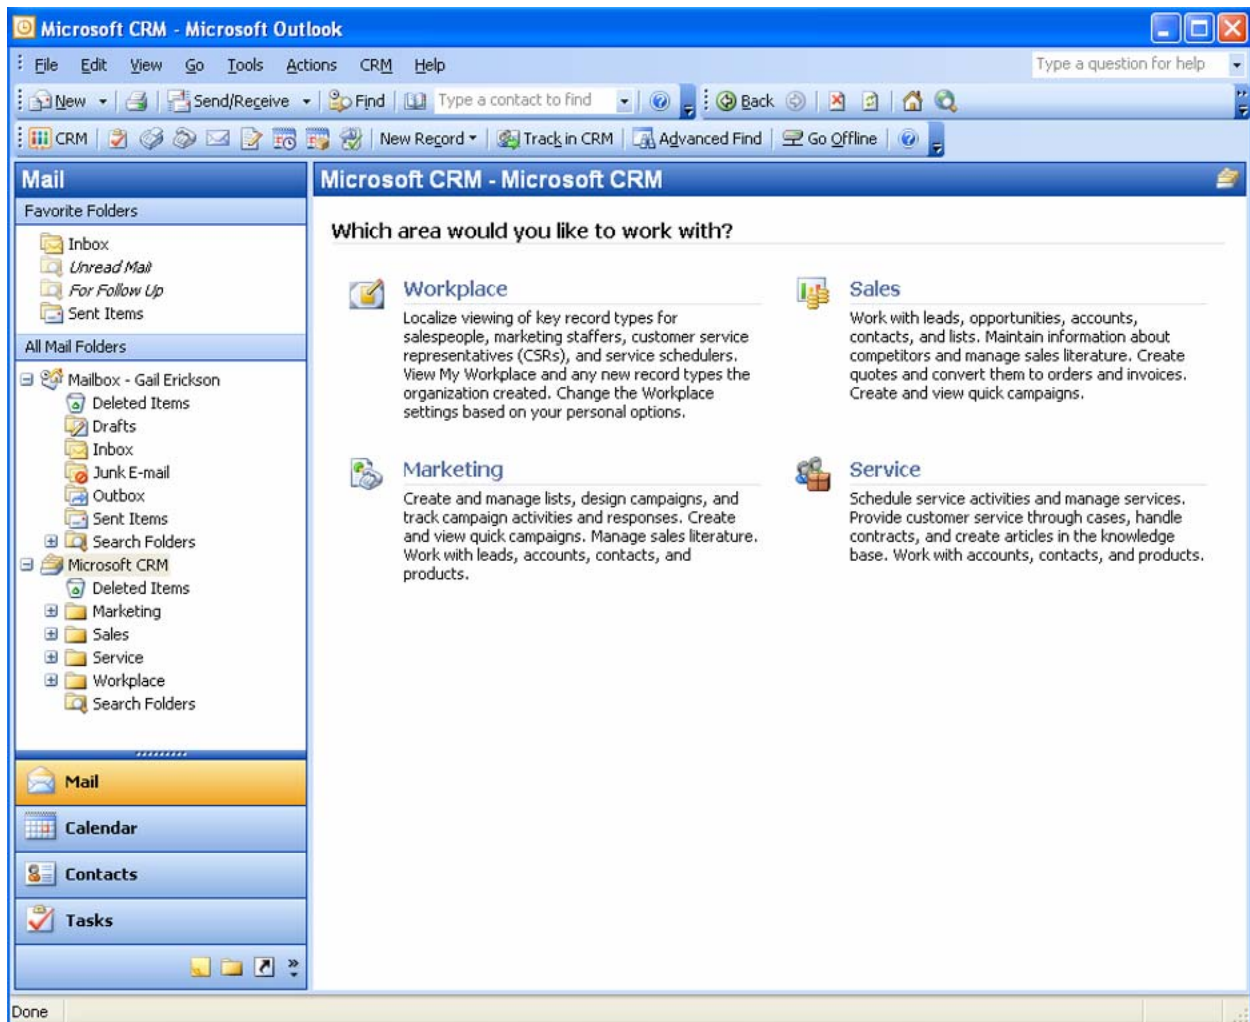 Microsoft CRM - Microsoft Outlook
File Edit View Go Tools Actions CRM Help Type a question for help
New Send/Receive Find Type a contact to find Back
CRM New Record Track in CRM Advanced Find Go Offline
Mail
Favorite Folders
Inbox
Unread Mail
For Follow Up
Sent Items
All Mail Folders
Mailbox - Gail Erickson
Deleted Items
Drafts
Inbox
Junk E-mail
Outbox
Sent Items
Search Folders
Microsoft CRM
Deleted Items
Marketing
Sales
Service
Workplace
Search Folders
Mail
Calendar
Contacts
Tasks
Microsoft CRM - Microsoft CRM
Which area would you like to work with?
Workplace
Localize viewing of key record types for
salespeople, marketing staffers, customer service
representatives (CSRs), and service schedulers.
View My Workplace and any new record types the
organization created. Change the Workplace
settings based on your personal options.
Sales
Work with leads, opportunities, accounts,
contacts, and lists. Maintain information about
competitors and manage sales literature. Create
quotes and convert them to orders and invoices.
Create and view quick campaigns.
Marketing
Create and manage lists, design campaigns, and
track campaign activities and responses. Create
and view quick campaigns. Manage sales literature.
Work with leads, accounts, contacts, and
products.
Service
Schedule service activities and manage services.
Provide customer service through cases, handle
contracts, and create articles in the knowledge
base. Work with accounts, contacts, and products.
Done